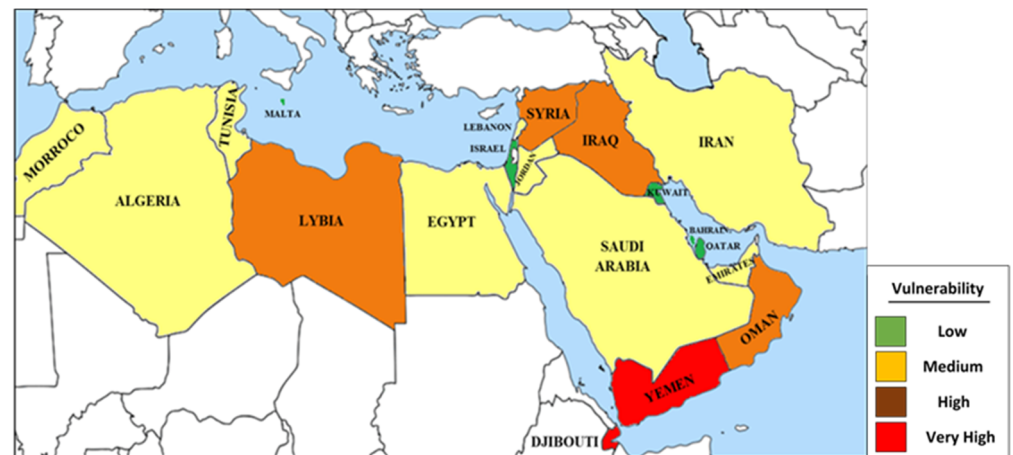 MALTA
TUNISIA
MORROCO
ALGERIA
LYBIA
EGYPT
LEBANON
ISRAEL
SYRIA
JORDAN
IRAQ
IRAN
KUWAIT
BAHRAIN
QATAR
SAUDI
ARABIA
EMIRATES
OMAN
YEMEN
DJIBOUTI
Vulnerability
Low
Medium
High
Very High